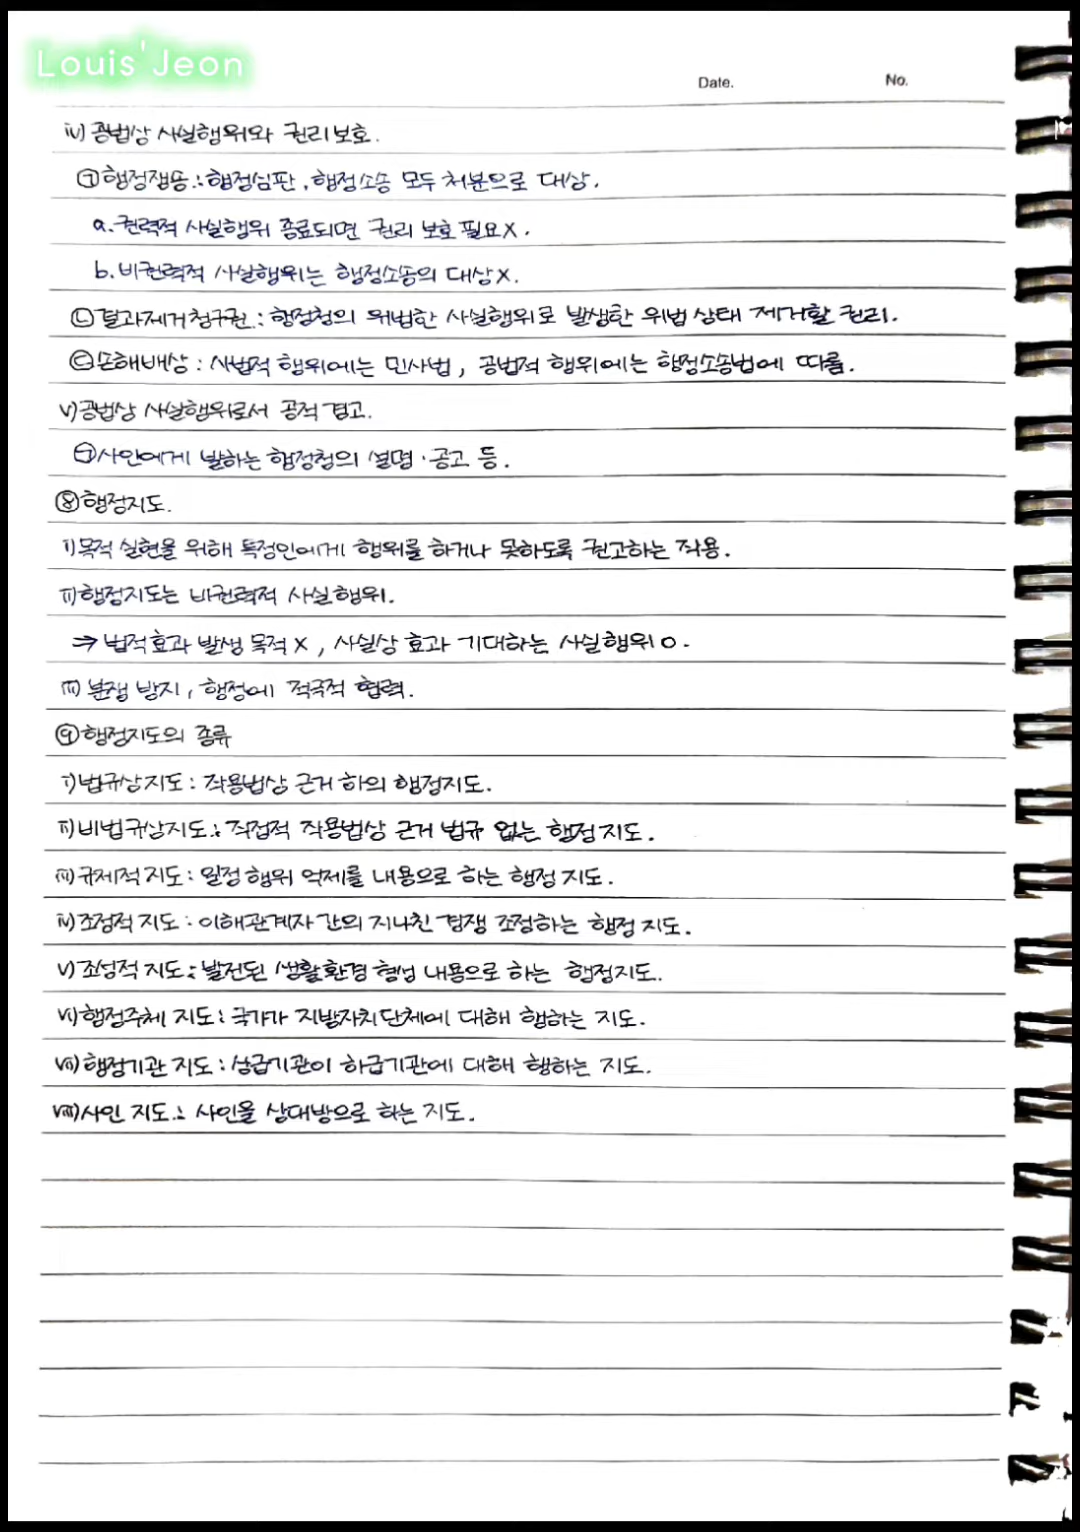 Louis'Jeon
Date. No.
iv) 공법상 사실행위와 권리보호.
㉠행정쟁송:행정심판, 행정소송 모두 처분으로 대상.
a.권력적 사실행위 종료되면 권리 보호 필요X.
b.비권력적 사실행위는 행정소송의 대상X.
㉡결과제거청구권: 행정청의 위법한 사실행위로 발생한 위법 상태 제거할 권리.
㉢손해배상: 사법적 행위에는 민사법, 공법적 행위에는 행정소송법에 따름.
v)공법상 사실행위로서 공적 경고.
㉠사인에게 발하는 행정청의 설명·공고 등.
⑧행정지도.
i)목적 실현을 위해 특정인에게 행위를 하거나 못하도록 권고하는 작용.
ii)행정지도는 비권력적 사실행위.
⇒ 법적효과 발생 목적X, 사실상 효과 기대하는 사실행위O.
iii) 분쟁 방지, 행정에 적극적 협력.
⑨행정지도의 종류
i)법규상지도: 작용법상 근거 하의 행정지도.
ii)비법규상지도: 직접적 작용법상 근거 법규 없는 행정지도.
iii)규제적지도: 일정 행위 억제를 내용으로 하는 행정 지도.
iv)조정적 지도: 이해관계자 간의 지나친 경쟁 조정하는 행정 지도.
v)조성적 지도: 발전된 생활환경 형성 내용으로 하는 행정지도.
vi)행정주체 지도: 국가가 지방자치단체에 대해 행하는 지도.
vii)행정기관 지도: 상급기관이 하급기관에 대해 행하는 지도.
viii)사인 지도: 사인을 상대방으로 하는 지도.